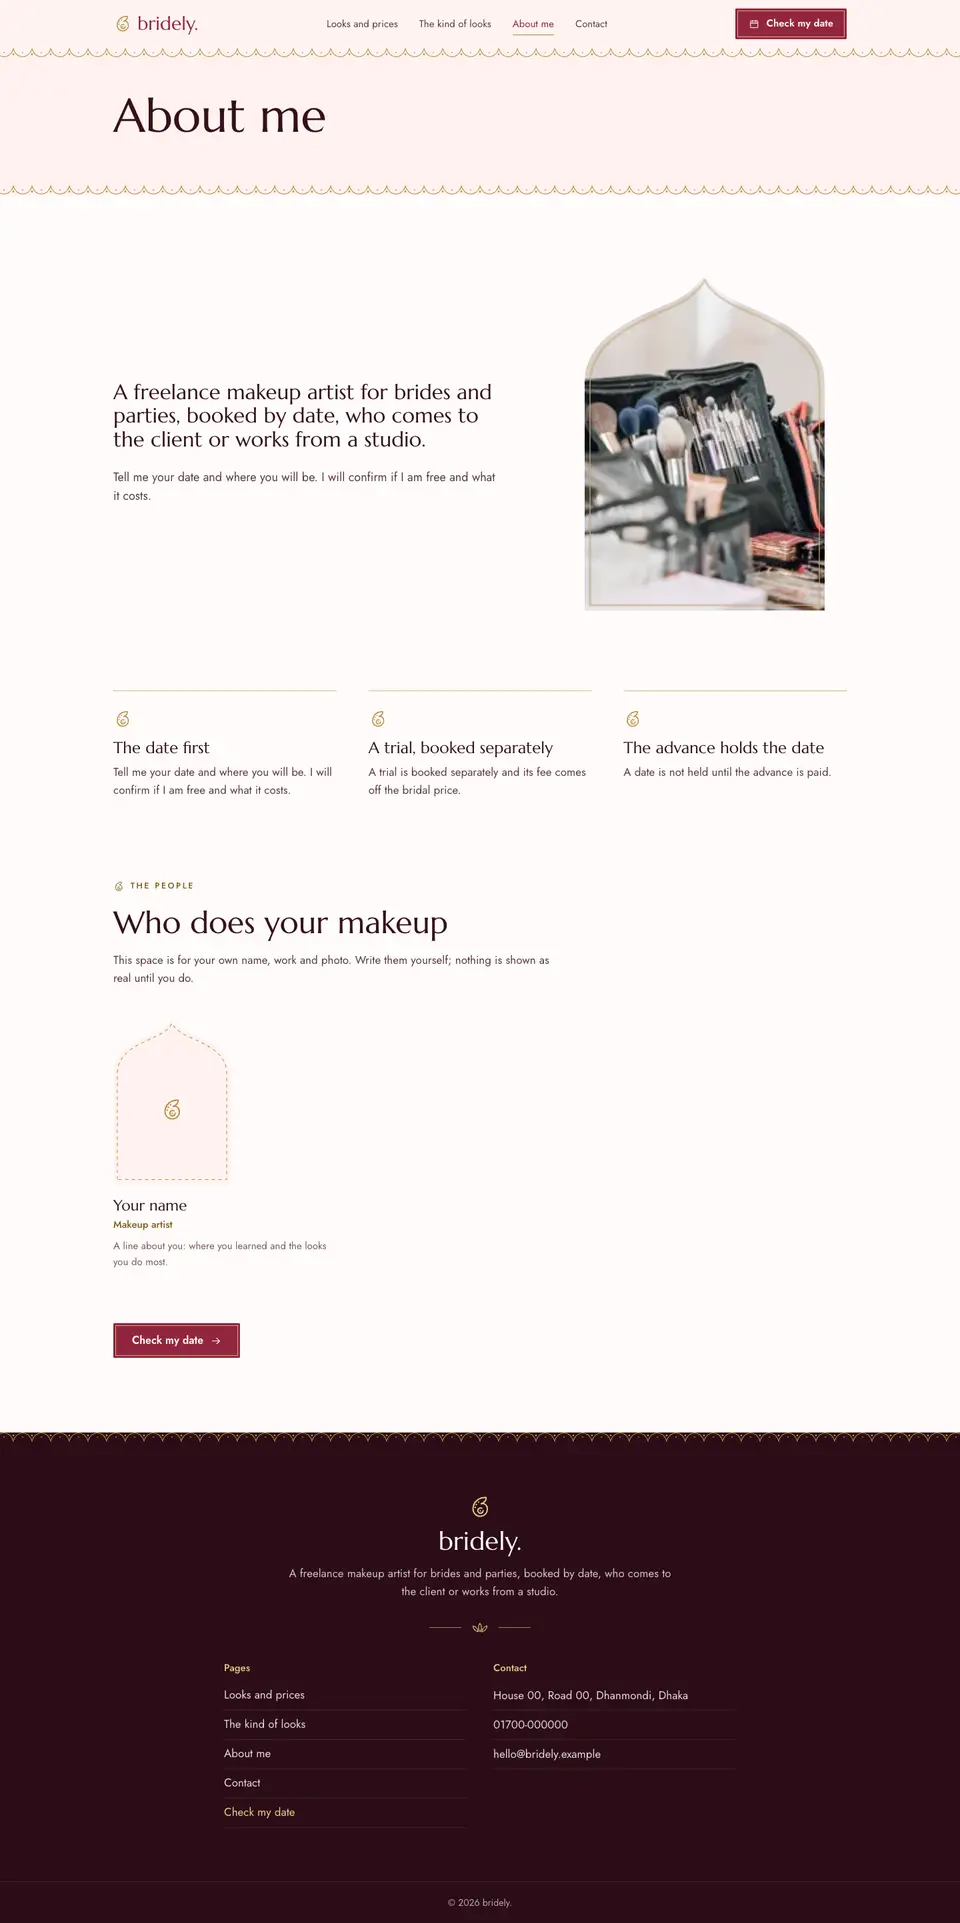 bridely.
Looks and prices
The kind of looks
About me
Contact
Check my date
About me
A freelance makeup artist for brides and
parties, booked by date, who comes to
the client or works from a studio.
Tell me your date and where you will be. I will confirm if I am free and what
it costs.
The date first
Tell me your date and where you will be. I will
confirm if I am free and what it costs.
A trial, booked separately
A trial is booked separately and its fee comes
off the bridal price.
The advance holds the date
A date is not held until the advance is paid.
THE PEOPLE
Who does your makeup
This space is for your own name, work and photo. Write them yourself; nothing is shown as
real until you do.
Your name
Makeup artist
A line about you: where you learned and the looks
you do most.
Check my date
bridely.
A freelance makeup artist for brides and parties, booked by date, who comes to
the client or works from a studio.
Pages
Looks and prices
The kind of looks
About me
Contact
Check my date
Contact
House 00, Road 00, Dhanmondi, Dhaka
01700-000000
hello@bridely.example
© 2026 bridely.